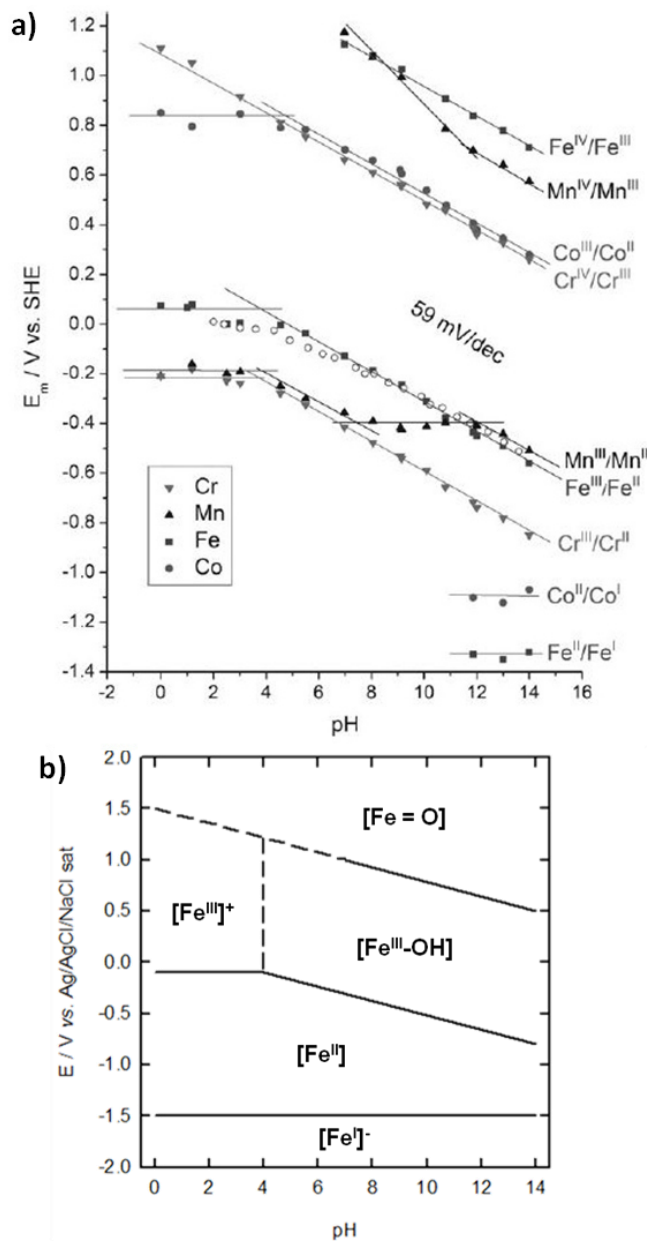 a)
E_m / V vs. SHE
1.2
1.0
0.8
0.6
0.4
0.2
0.0
-0.2
-0.4
-0.6
-0.8
-1.0
-1.2
-1.4
Fe^IV/Fe^III
Mn^IV/Mn^III
Co^III/Co^II
Cr^IV/Cr^III
59 mV/dec
Mn^III/Mn^II
Fe^III/Fe^II
Cr^III/Cr^II
Co^II/Co^I
Fe^II/Fe^I
Cr
Mn
Fe
Co
-2 0 2 4 6 8 10 12 14 16
pH
b)
E / V vs. Ag/AgCl/NaCl sat
2.0
1.5
1.0
0.5
0.0
-0.5
-1.0
-1.5
-2.0
[Fe = O]
[Fe^III]^+
[Fe^III-OH]
[Fe^II]
[Fe^I]^-
0 2 4 6 8 10 12 14
pH